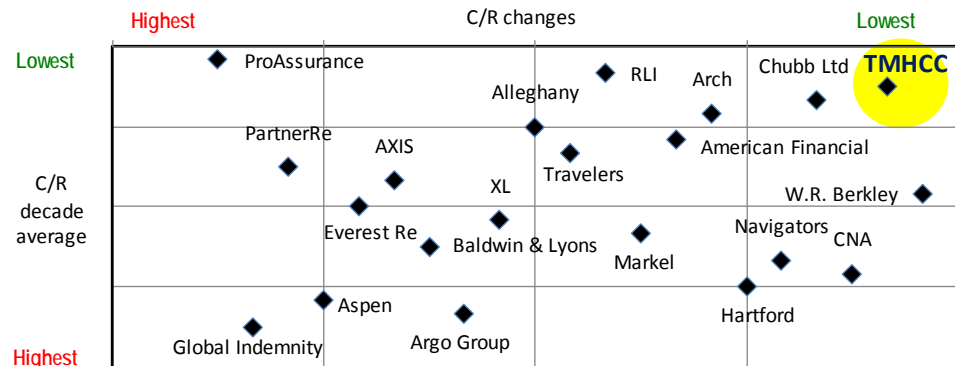 C/R changes
Highest
Lowest
Lowest
ProAssurance
RLI
Chubb Ltd
TMHCC
Arch
Alleghany
PartnerRe
AXIS
American Financial
Travelers
C/R
decade
average
XL
W.R. Berkley
Everest Re
Baldwin & Lyons
Navigators
CNA
Markel
Aspen
Hartford
Global Indemnity
Argo Group
Highest